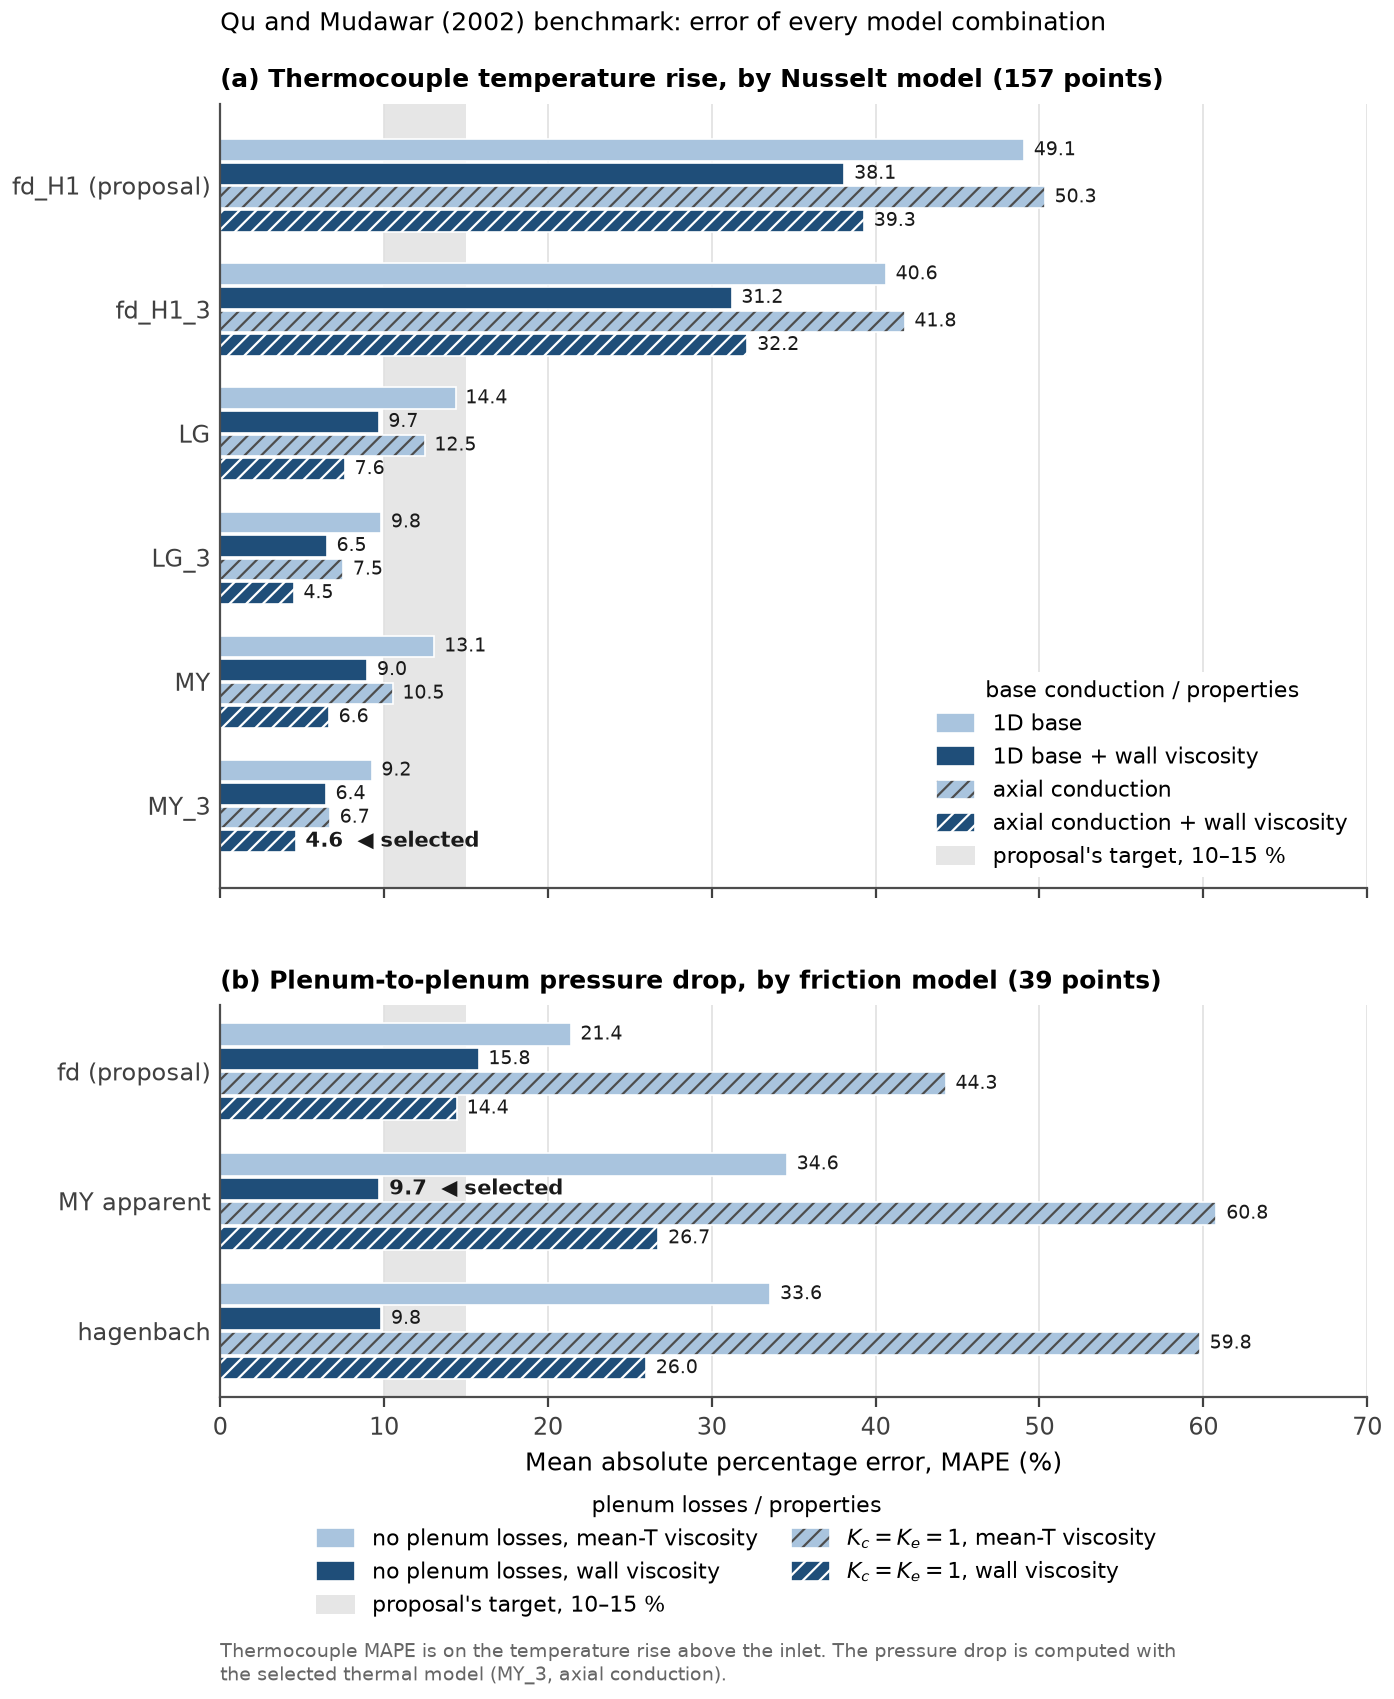 Qu and Mudawar (2002) benchmark: error of every model combination
(a) Thermocouple temperature rise, by Nusselt model (157 points)
fd_H1 (proposal)
49.1
38.1
50.3
39.3
fd_H1_3
40.6
31.2
41.8
32.2
LG
14.4
9.7
12.5
7.6
LG_3
9.8
6.5
7.5
4.5
MY
13.1
9.0
10.5
6.6
MY_3
9.2
6.4
6.7
4.6 ◄ selected
base conduction / properties
1D base
1D base + wall viscosity
axial conduction
axial conduction + wall viscosity
proposal's target, 10–15 %
(b) Plenum-to-plenum pressure drop, by friction model (39 points)
fd (proposal)
21.4
15.8
44.3
14.4
MY apparent
34.6
9.7 ◄ selected
60.8
26.7
hagenbach
33.6
9.8
59.8
26.0
0 10 20 30 40 50 60 70
Mean absolute percentage error, MAPE (%)
plenum losses / properties
no plenum losses, mean-T viscosity
no plenum losses, wall viscosity
proposal's target, 10–15 %
K_c = K_e = 1, mean-T viscosity
K_c = K_e = 1, wall viscosity
Thermocouple MAPE is on the temperature rise above the inlet. The pressure drop is computed with
the selected thermal model (MY_3, axial conduction).